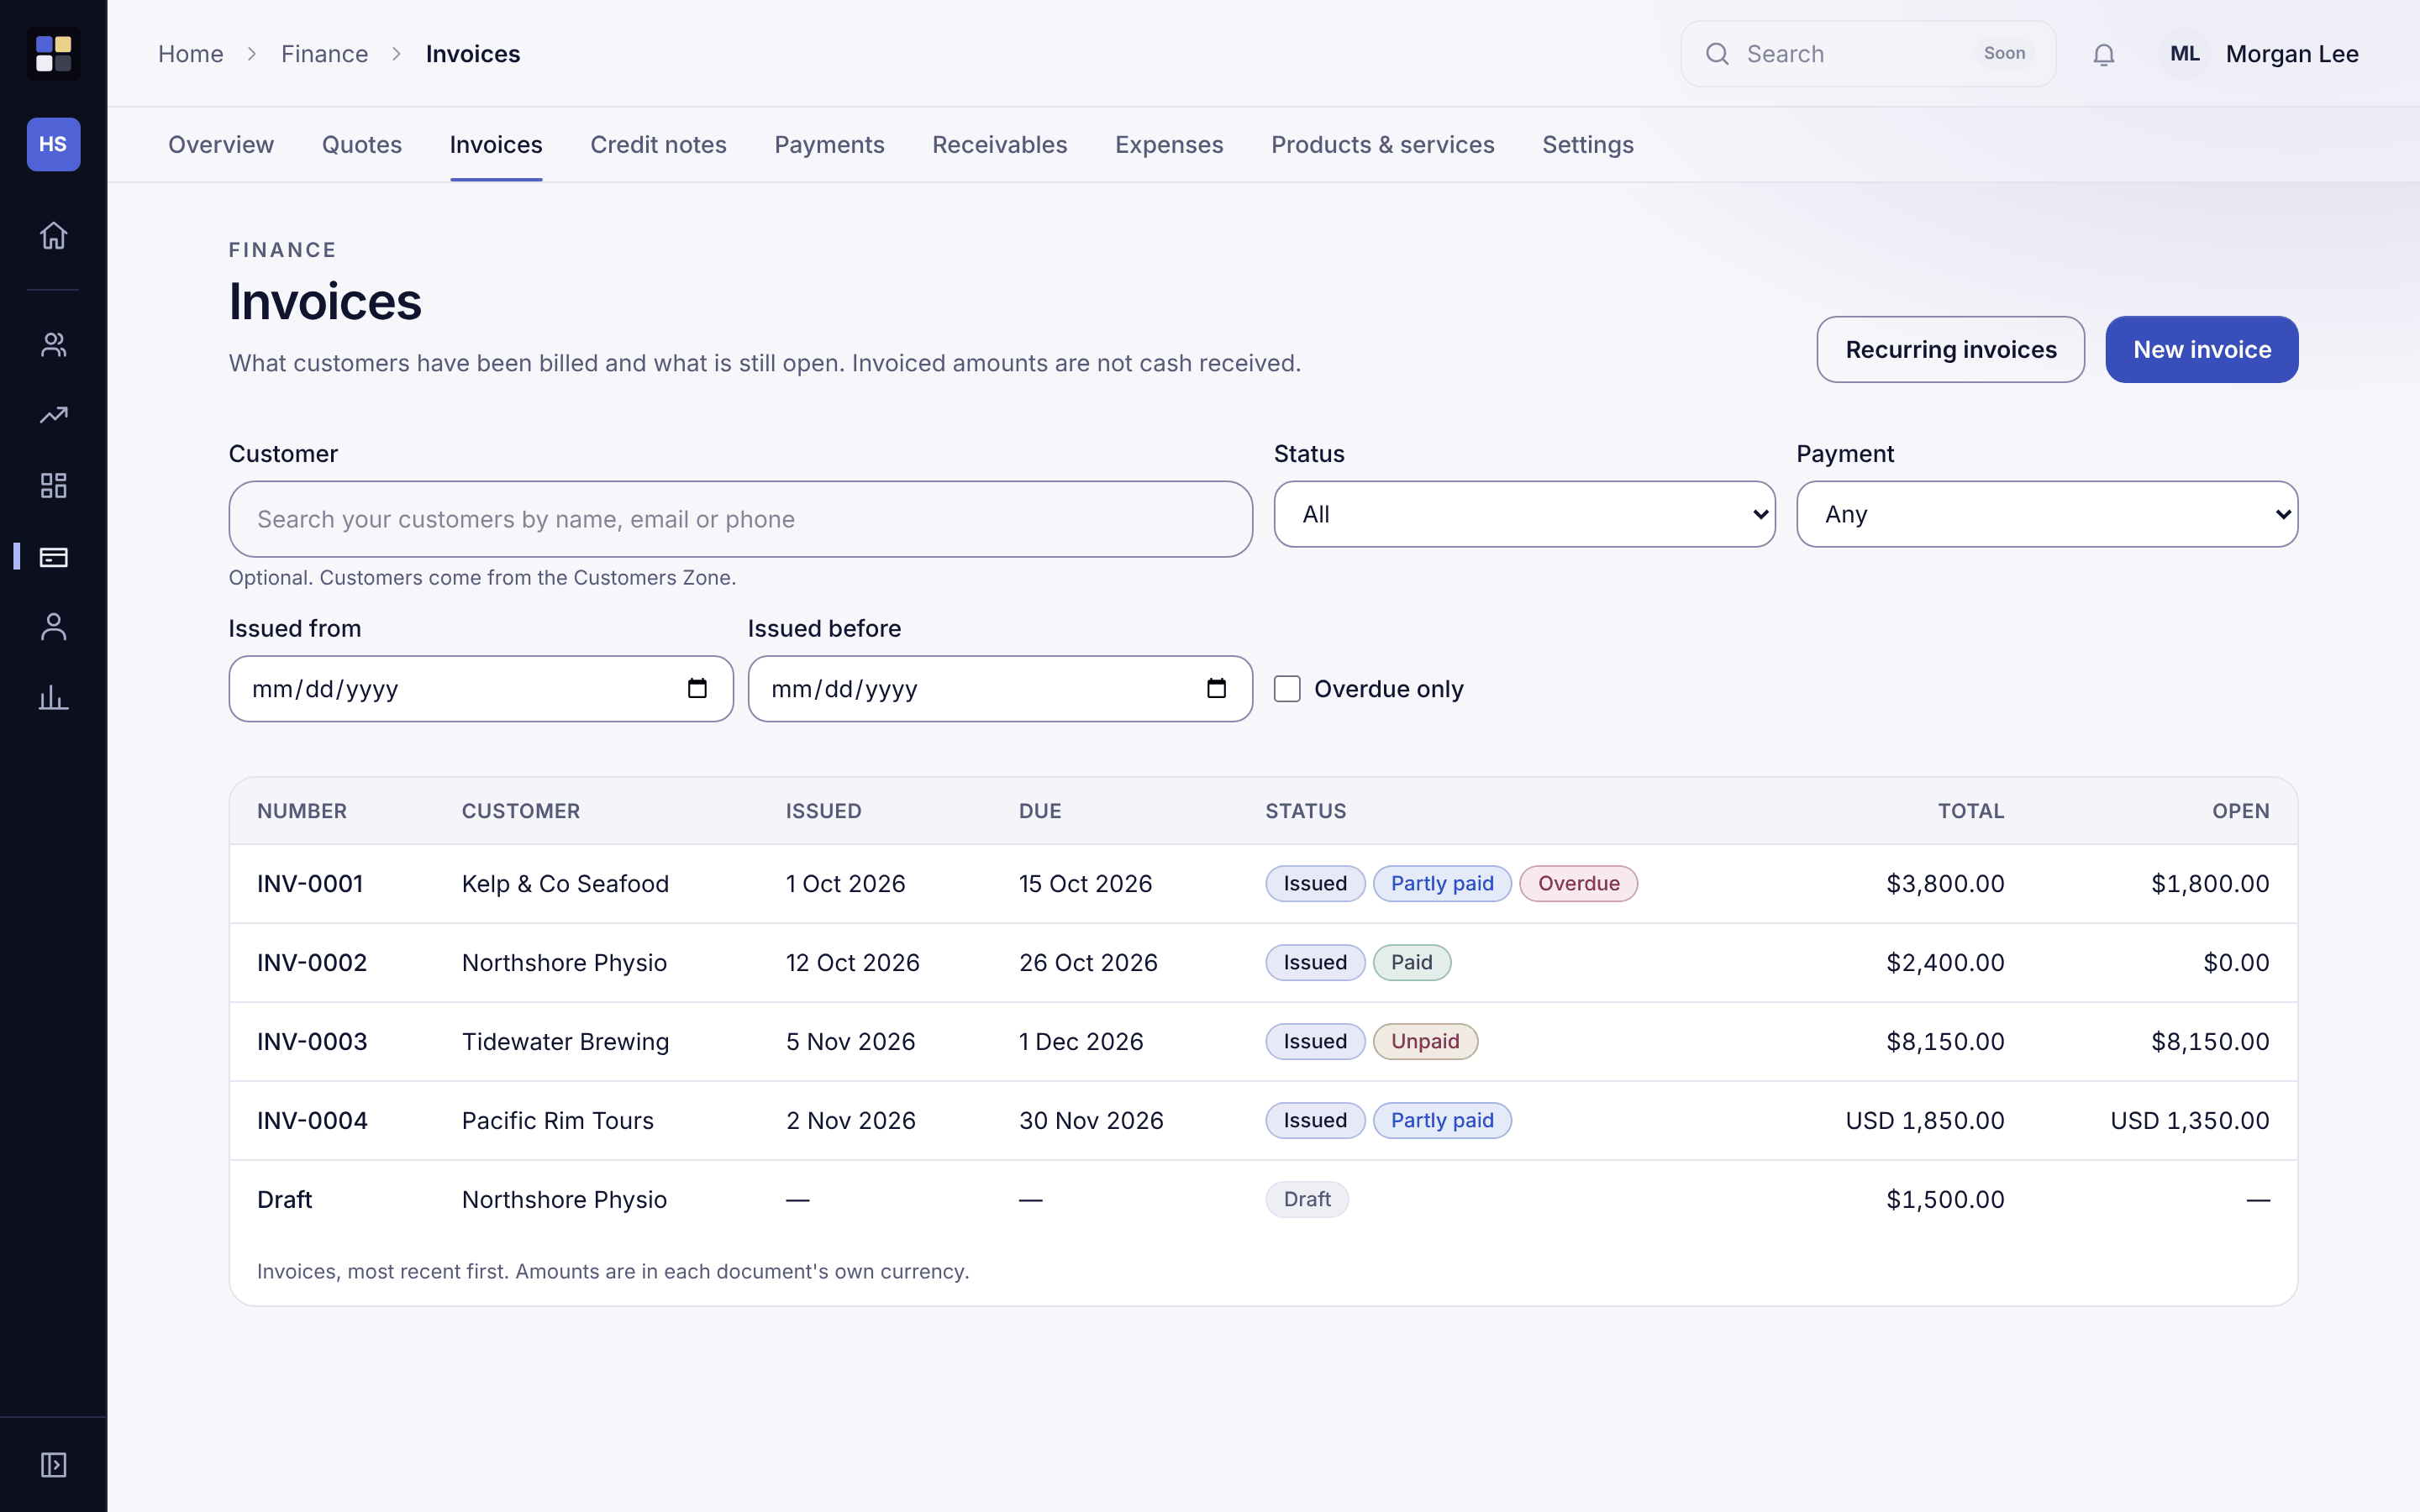 Home > Finance > Invoices
Search Soon
ML Morgan Lee
HS
Overview Quotes Invoices Credit notes Payments Receivables Expenses Products & services Settings
FINANCE
Invoices
What customers have been billed and what is still open. Invoiced amounts are not cash received.
Recurring invoices New invoice
Customer Status Payment
Search your customers by name, email or phone All Any
Optional. Customers come from the Customers Zone.
Issued from Issued before
mm/dd/yyyy mm/dd/yyyy Overdue only
NUMBER CUSTOMER ISSUED DUE STATUS TOTAL OPEN
INV-0001 Kelp & Co Seafood 1 Oct 2026 15 Oct 2026 Issued Partly paid Overdue $3,800.00 $1,800.00
INV-0002 Northshore Physio 12 Oct 2026 26 Oct 2026 Issued Paid $2,400.00 $0.00
INV-0003 Tidewater Brewing 5 Nov 2026 1 Dec 2026 Issued Unpaid $8,150.00 $8,150.00
INV-0004 Pacific Rim Tours 2 Nov 2026 30 Nov 2026 Issued Partly paid USD 1,850.00 USD 1,350.00
Draft Northshore Physio — — Draft $1,500.00 —
Invoices, most recent first. Amounts are in each document's own currency.